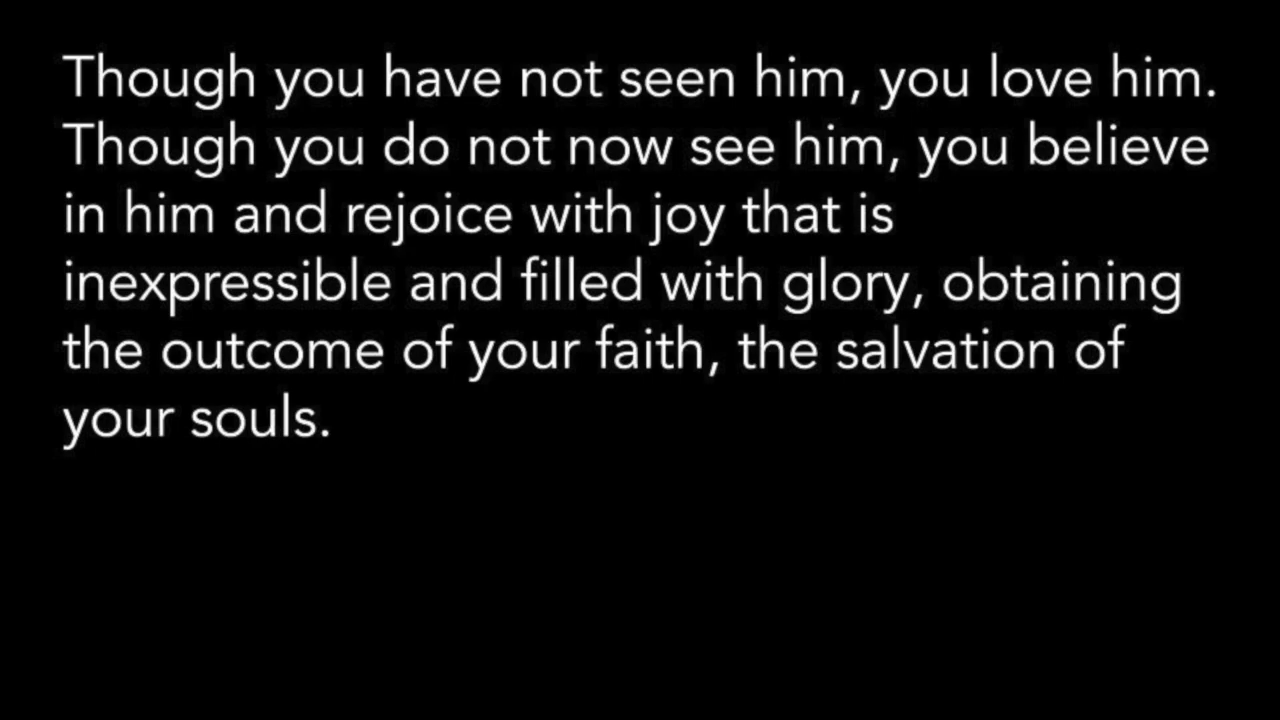 Though you have not seen him, you love him.
Though you do not now see him, you believe
in him and rejoice with joy that is
inexpressible and filled with glory, obtaining
the outcome of your faith, the salvation of
your souls.